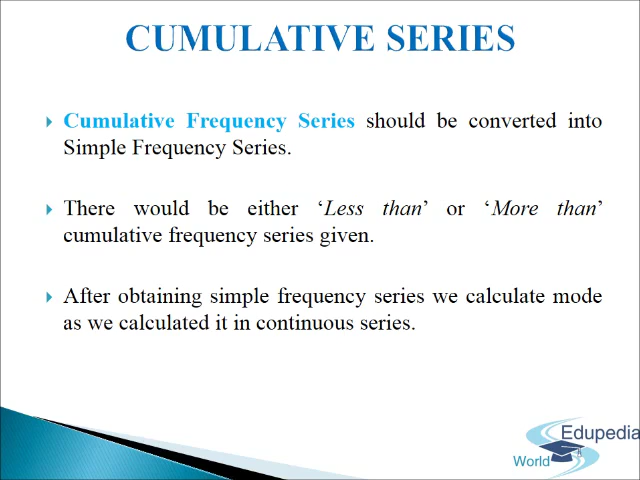 CUMULATIVE SERIES
Cumulative Frequency Series should be converted into
Simple Frequency Series.
There would be either ‘Less than’ or ‘More than’
cumulative frequency series given.
After obtaining simple frequency series we calculate mode
as we calculated it in continuous series.
Edupedia
World